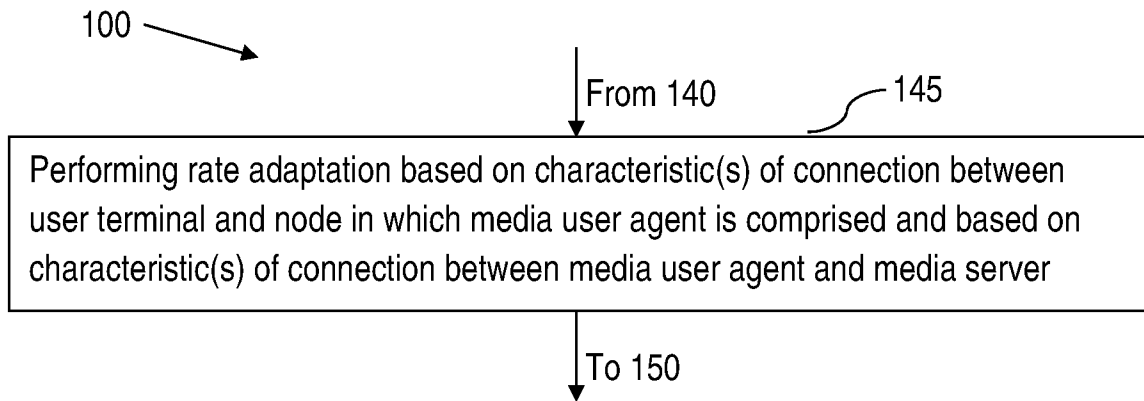 100
From 140
145
Performing rate adaptation based on characteristic(s) of connection between
user terminal and node in which media user agent is comprised and based on
characteristic(s) of connection between media user agent and media server
To 150